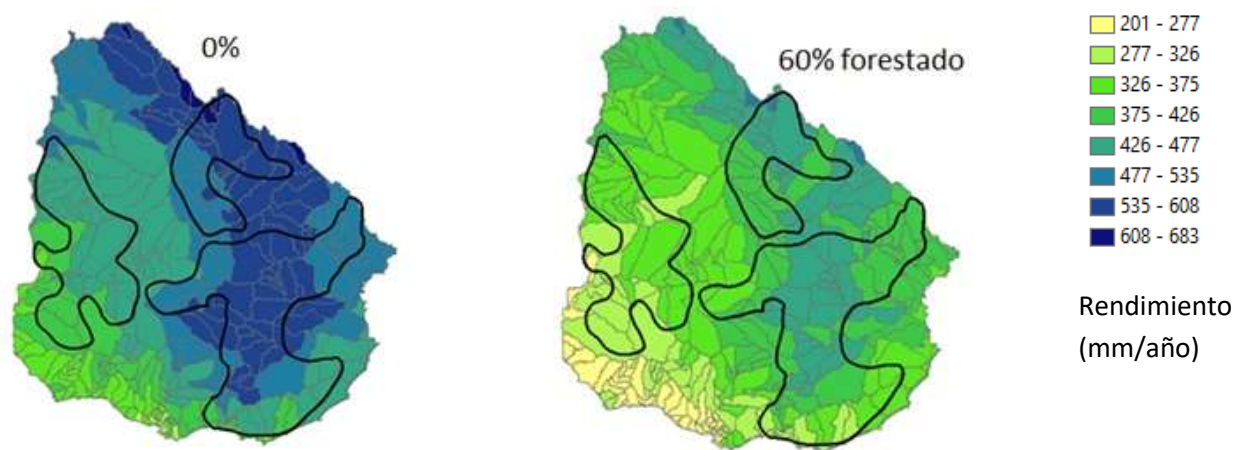 0%
60% forestado
201 - 277
277 - 326
326 - 375
375 - 426
426 - 477
477 - 535
535 - 608
608 - 683
Rendimiento
(mm/año)